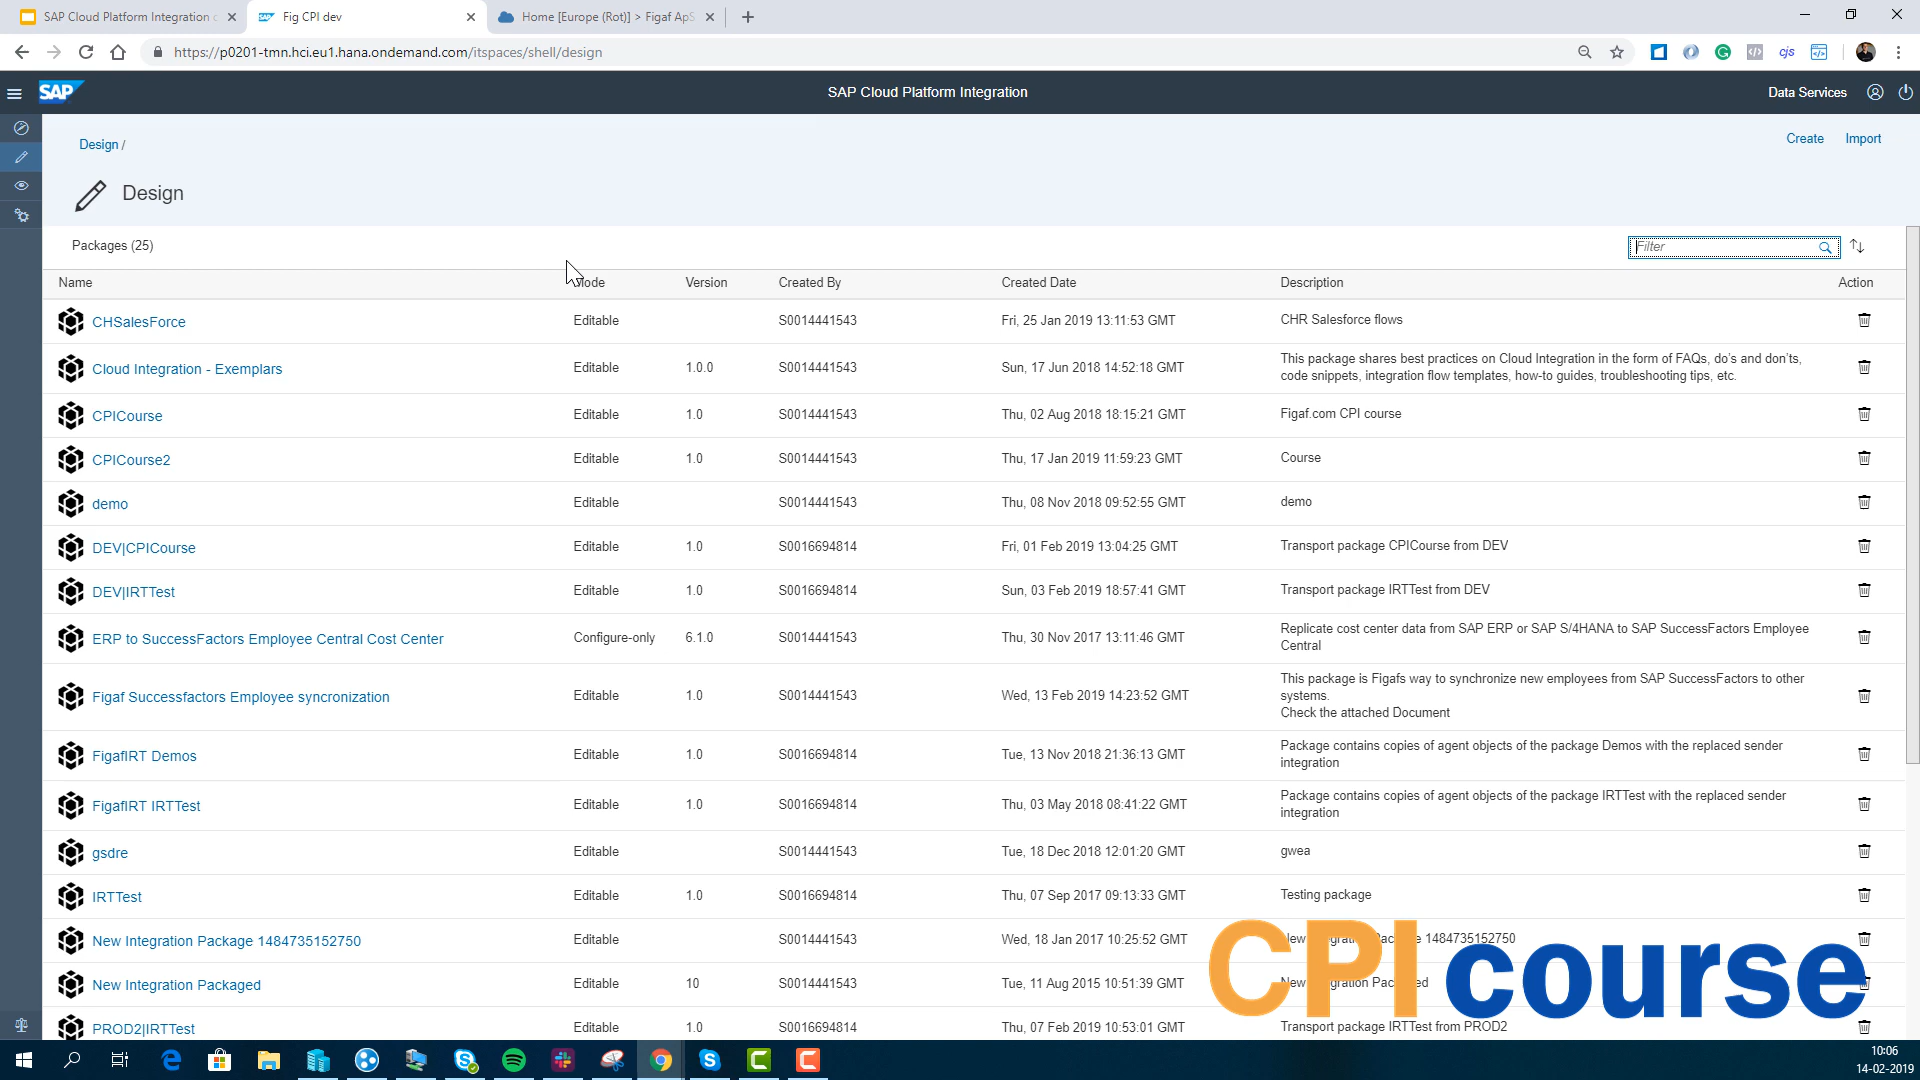 SAP Cloud Platform Integration c
Fig CPI dev
Home [Europe (Rot)] > Figaf ApS
https://p0201-tmn.hci.eu1.hana.ondemand.com/itspaces/shell/design
cjs
SAP
SAP Cloud Platform Integration
Data Services
Design /
Create
Import
Design
Packages (25)
Filter
Name Mode Version Created By Created Date Description Action
CHSalesForce Editable S0014441543 Fri, 25 Jan 2019 13:11:53 GMT CHR Salesforce flows
Cloud Integration - Exemplars Editable 1.0.0 S0014441543 Sun, 17 Jun 2018 14:52:18 GMT This package shares best practices on Cloud Integration in the form of FAQs, do's and don'ts,
code snippets, integration flow templates, how-to guides, troubleshooting tips, etc.
CPICourse Editable 1.0 S0014441543 Thu, 02 Aug 2018 18:15:21 GMT Figaf.com CPI course
CPICourse2 Editable 1.0 S0014441543 Thu, 17 Jan 2019 11:59:23 GMT Course
demo Editable S0014441543 Thu, 08 Nov 2018 09:52:55 GMT demo
DEV|CPICourse Editable 1.0 S0016694814 Fri, 01 Feb 2019 13:04:25 GMT Transport package CPICourse from DEV
DEV|IRTTest Editable 1.0 S0016694814 Sun, 03 Feb 2019 18:57:41 GMT Transport package IRTTest from DEV
ERP to SuccessFactors Employee Central Cost Center Configure-only 6.1.0 S0014441543 Thu, 30 Nov 2017 13:11:46 GMT Replicate cost center data from SAP ERP or SAP S/4HANA to SAP SuccessFactors Employee
Central
Figaf Successfactors Employee syncronization Editable 1.0 S0014441543 Wed, 13 Feb 2019 14:23:52 GMT This package is Figafs way to synchronize new employees from SAP SuccessFactors to other
systems.
Check the attached Document
FigafIRT Demos Editable 1.0 S0016694814 Tue, 13 Nov 2018 21:36:13 GMT Package contains copies of agent objects of the package Demos with the replaced sender
integration
FigafIRT IRTTest Editable 1.0 S0016694814 Thu, 03 May 2018 08:41:22 GMT Package contains copies of agent objects of the package IRTTest with the replaced sender
integration
gsdre Editable S0014441543 Tue, 18 Dec 2018 12:01:20 GMT gwea
IRTTest Editable 1.0 S0016694814 Thu, 07 Sep 2017 09:13:33 GMT Testing package
New Integration Package 1484735152750 Editable S0014441543 Wed, 18 Jan 2017 10:25:52 GMT New Integration Package 1484735152750
New Integration Packaged Editable 10 S0014441543 Tue, 11 Aug 2015 10:51:39 GMT New Integration Packaged
PROD2|IRTTest Editable 1.0 S0016694814 Thu, 07 Feb 2019 10:53:01 GMT Transport package IRTTest from PROD2
CPI course
10:06
14-02-2019